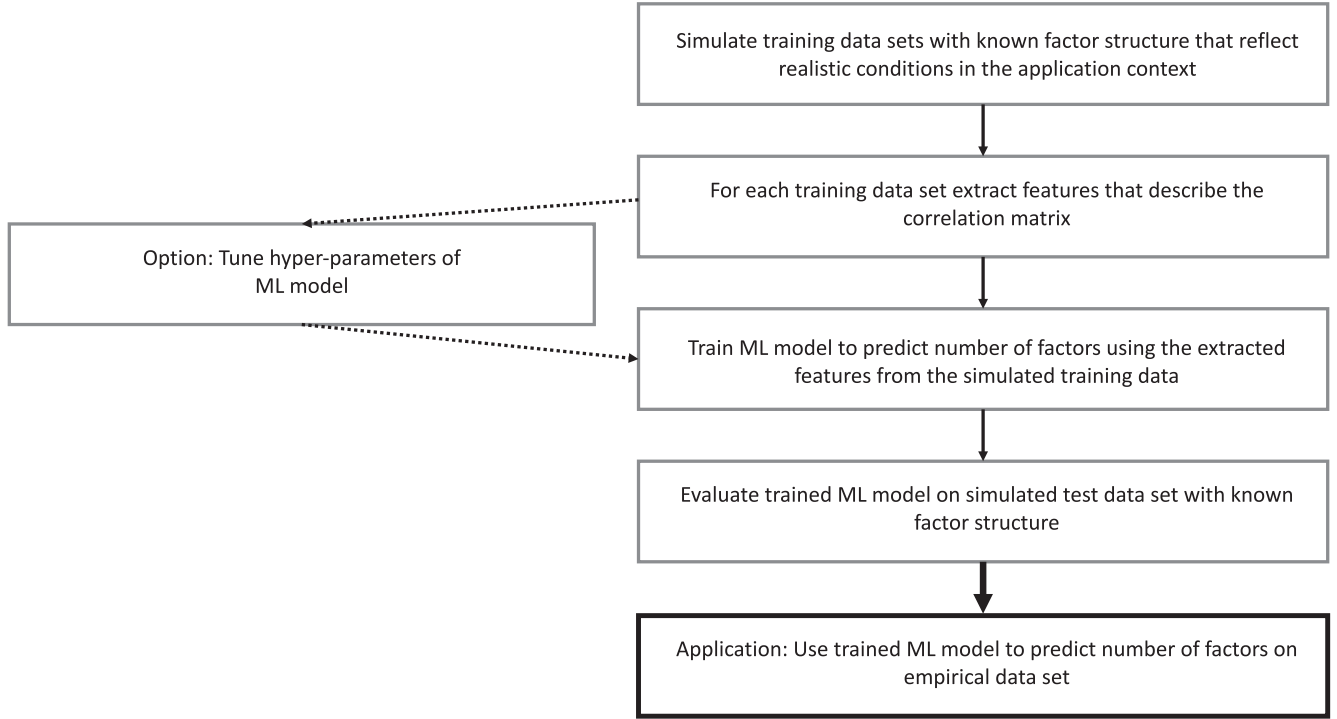 Simulate training data sets with known factor structure that reflect
realistic conditions in the application context
For each training data set extract features that describe the
correlation matrix
Option: Tune hyper-parameters of
ML model
Train ML model to predict number of factors using the extracted
features from the simulated training data
Evaluate trained ML model on simulated test data set with known
factor structure
Application: Use trained ML model to predict number of factors on
empirical data set